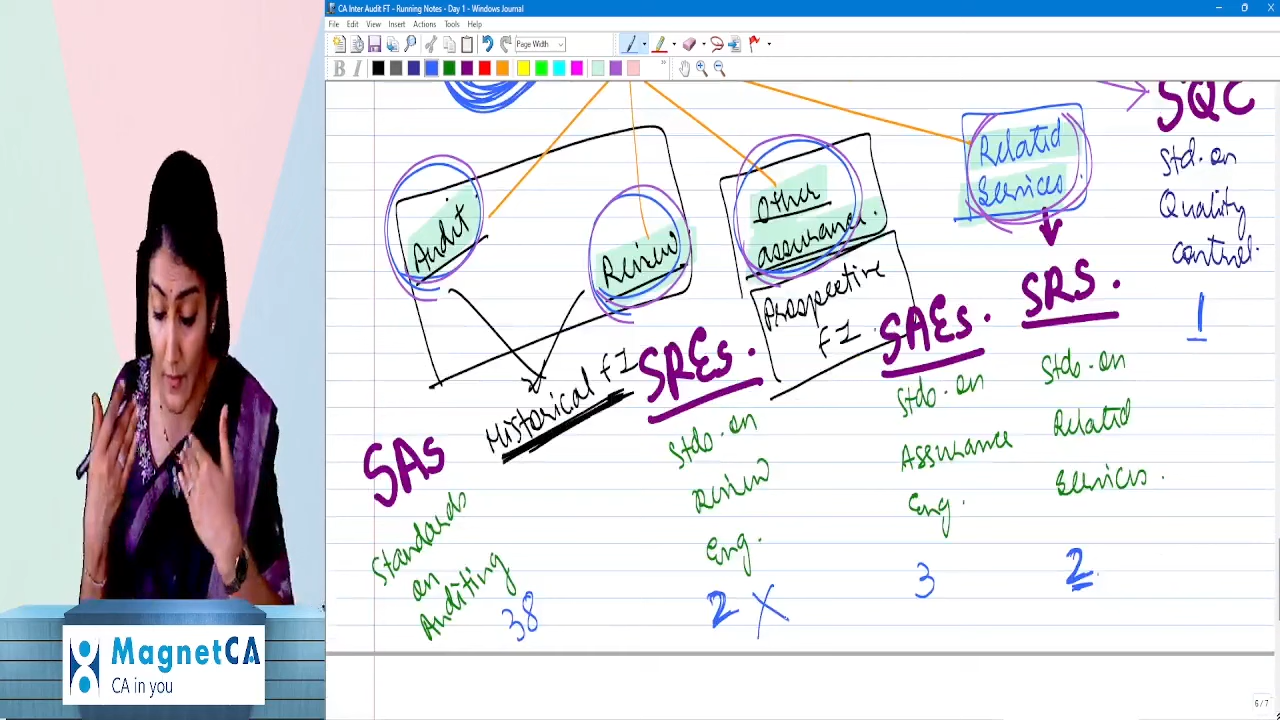 CA Inter Audit FT - Running Notes - Day 1 - Windows Journal
File Edit View Insert Actions Tools Help
Page Width
B I
SQC
Std. on
Quality
Control.
1
Related
Services.
Audit
Review
Other
assurance.
Prospective
FI.
Historical FI
SAs
Standards
on
Auditing
38
SREs.
Stds. on
Review
Eng.
2 X
SAEs.
Stds. on
Assurance
Eng.
3
SRS.
Stds. on
Related
Services.
2
MagnetCA
CA in you
6 / 7